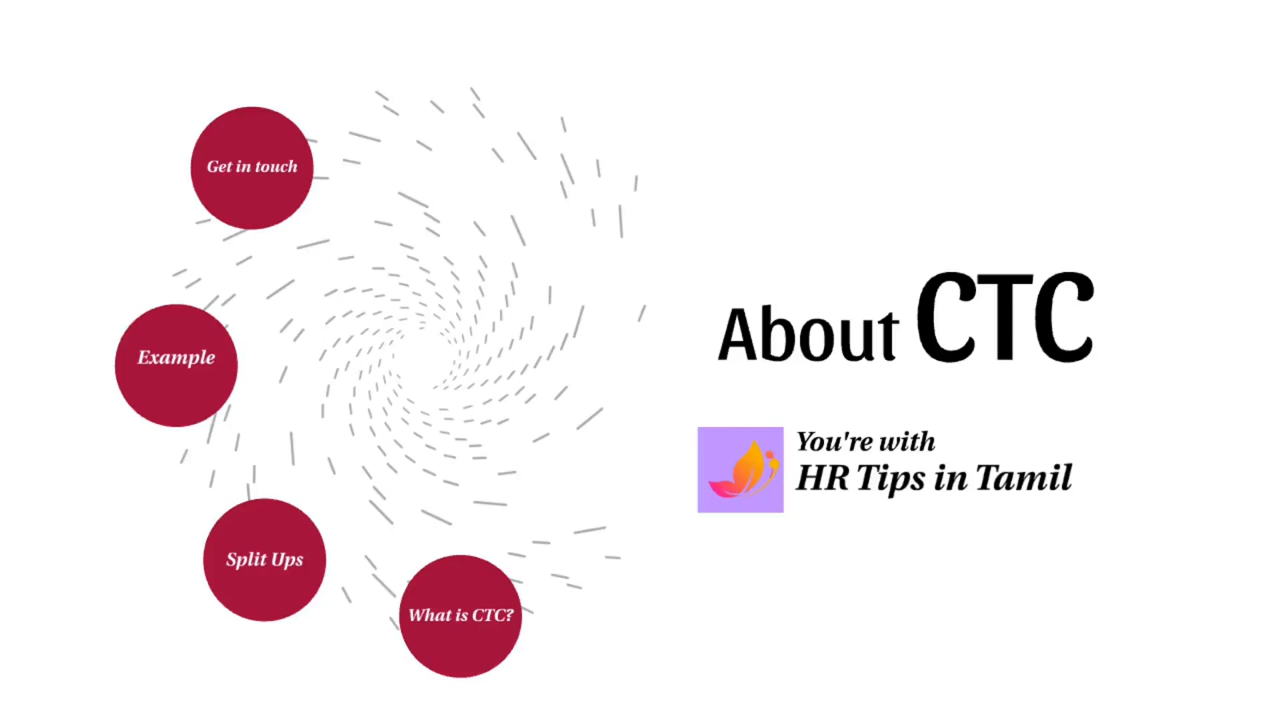 Get in touch
Example
Split Ups
What is CTC?
About CTC
You're with
HR Tips in Tamil